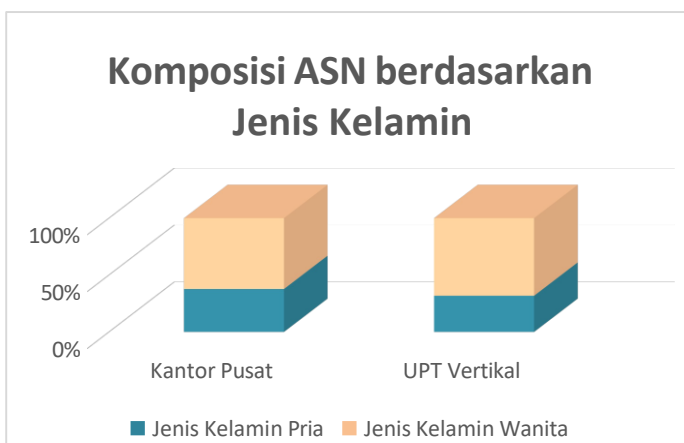 Komposisi ASN berdasarkan
Jenis Kelamin
100%
50%
0%
Kantor Pusat
UPT Vertikal
Jenis Kelamin Pria
Jenis Kelamin Wanita